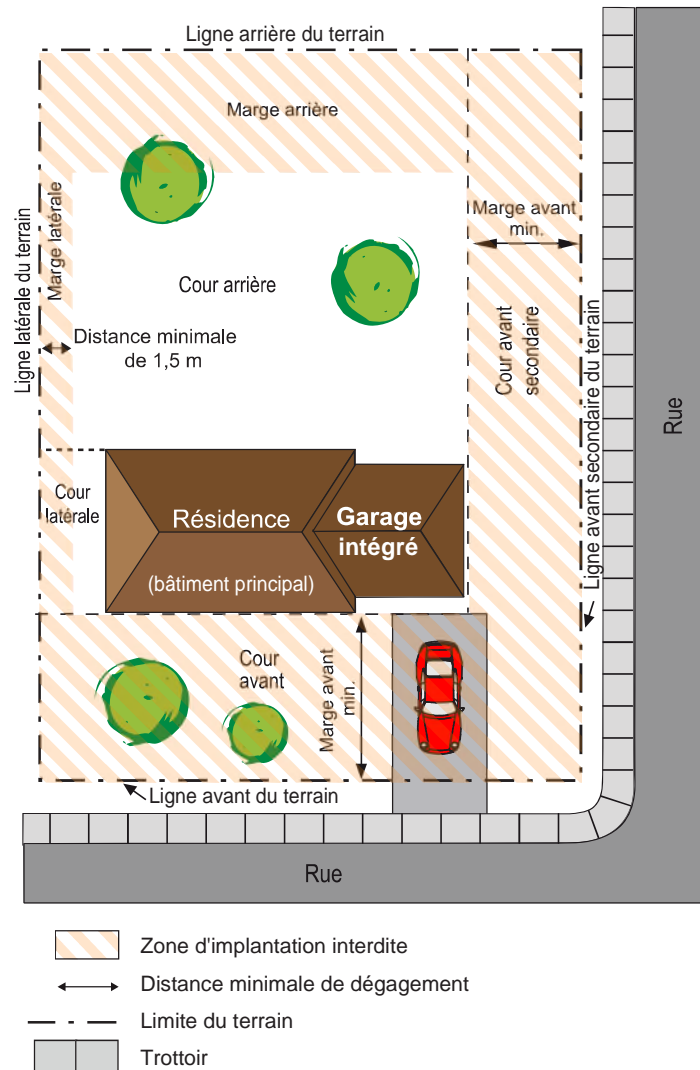 Ligne arrière du terrain
Marge arrière
Marge avant
min.
Ligne latérale du terrain
Marge latérale
Cour arrière
Distance minimale
de 1,5 m
Cour avant
secondaire
Ligne avant secondaire du terrain
Rue
Cour
latérale
Résidence
(bâtiment principal)
Garage
intégré
Cour
avant
Marge avant
min.
Ligne avant du terrain
Rue
Zone d'implantation interdite
Distance minimale de dégagement
Limite du terrain
Trottoir